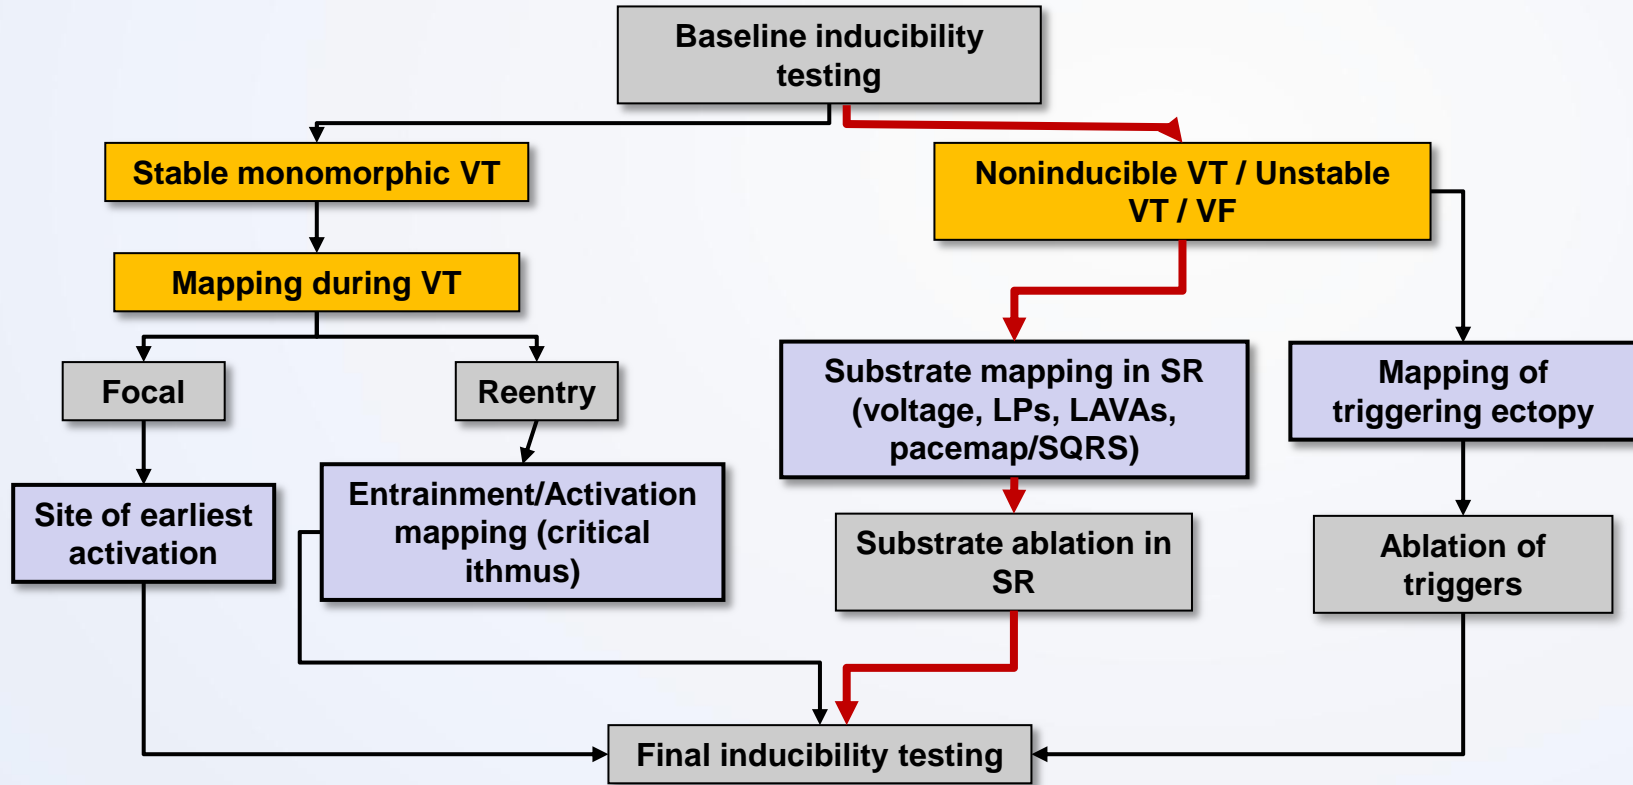 Baseline inducibility
testing
Stable monomorphic VT
Noninducible VT / Unstable
VT / VF
Mapping during VT
Focal
Reentry
Substrate mapping in SR
(voltage, LPs, LAVAs,
pacemap/SQRS)
Mapping of
triggering ectopy
Site of earliest
activation
Entrainment/Activation
mapping (critical
ithmus)
Substrate ablation in
SR
Ablation of
triggers
Final inducibility testing